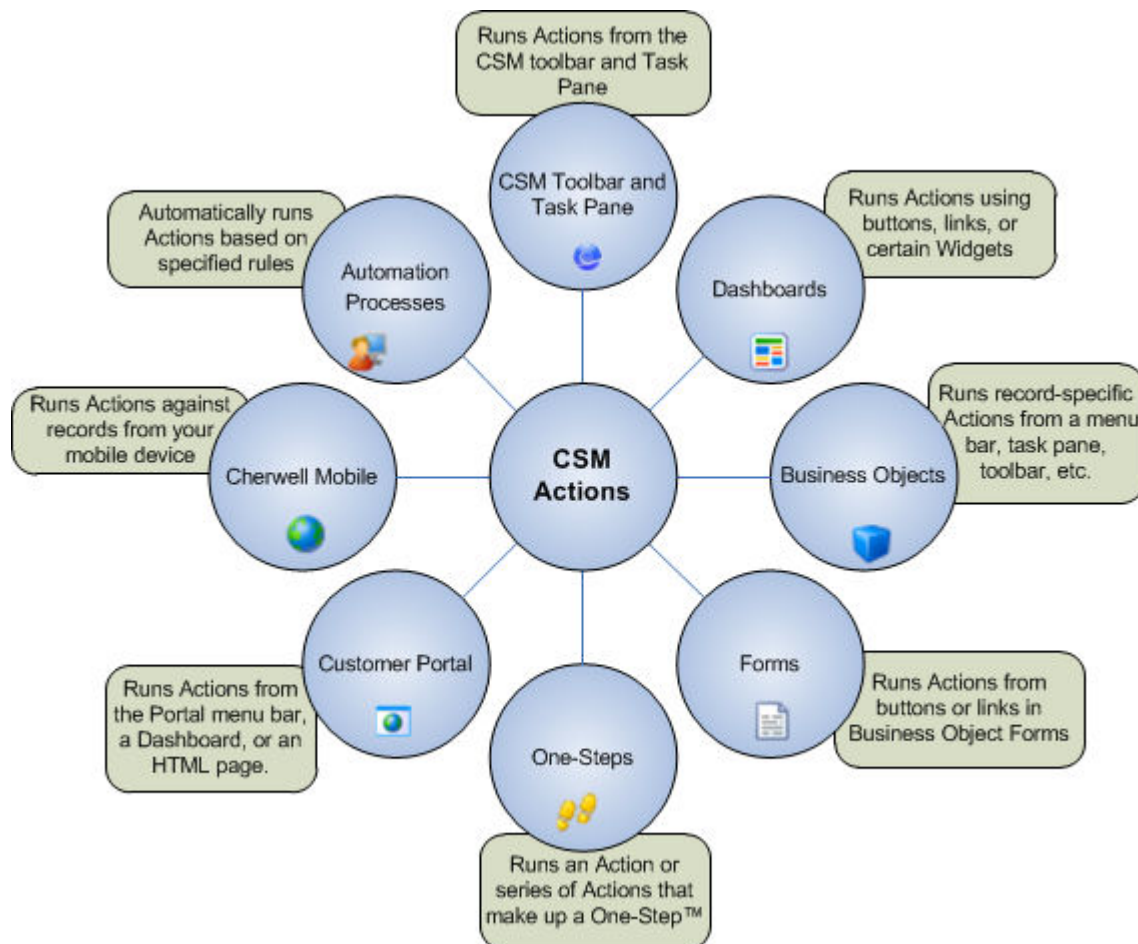 Runs Actions from the
CSM toolbar and Task
Pane
CSM Toolbar and
Task Pane
Automatically runs
Actions based on
specified rules
Automation
Processes
Runs Actions using
buttons, links, or
certain Widgets
Dashboards
Runs Actions against
records from your
mobile device
Cherwell Mobile
CSM
Actions
Business Objects
Runs record-specific
Actions from a menu
bar, task pane,
toolbar, etc.
Customer Portal
Runs Actions from
the Portal menu bar,
a Dashboard, or an
HTML page.
Forms
Runs Actions from
buttons or links in
Business Object Forms
One-Steps
Runs an Action or
series of Actions that
make up a One-Step™